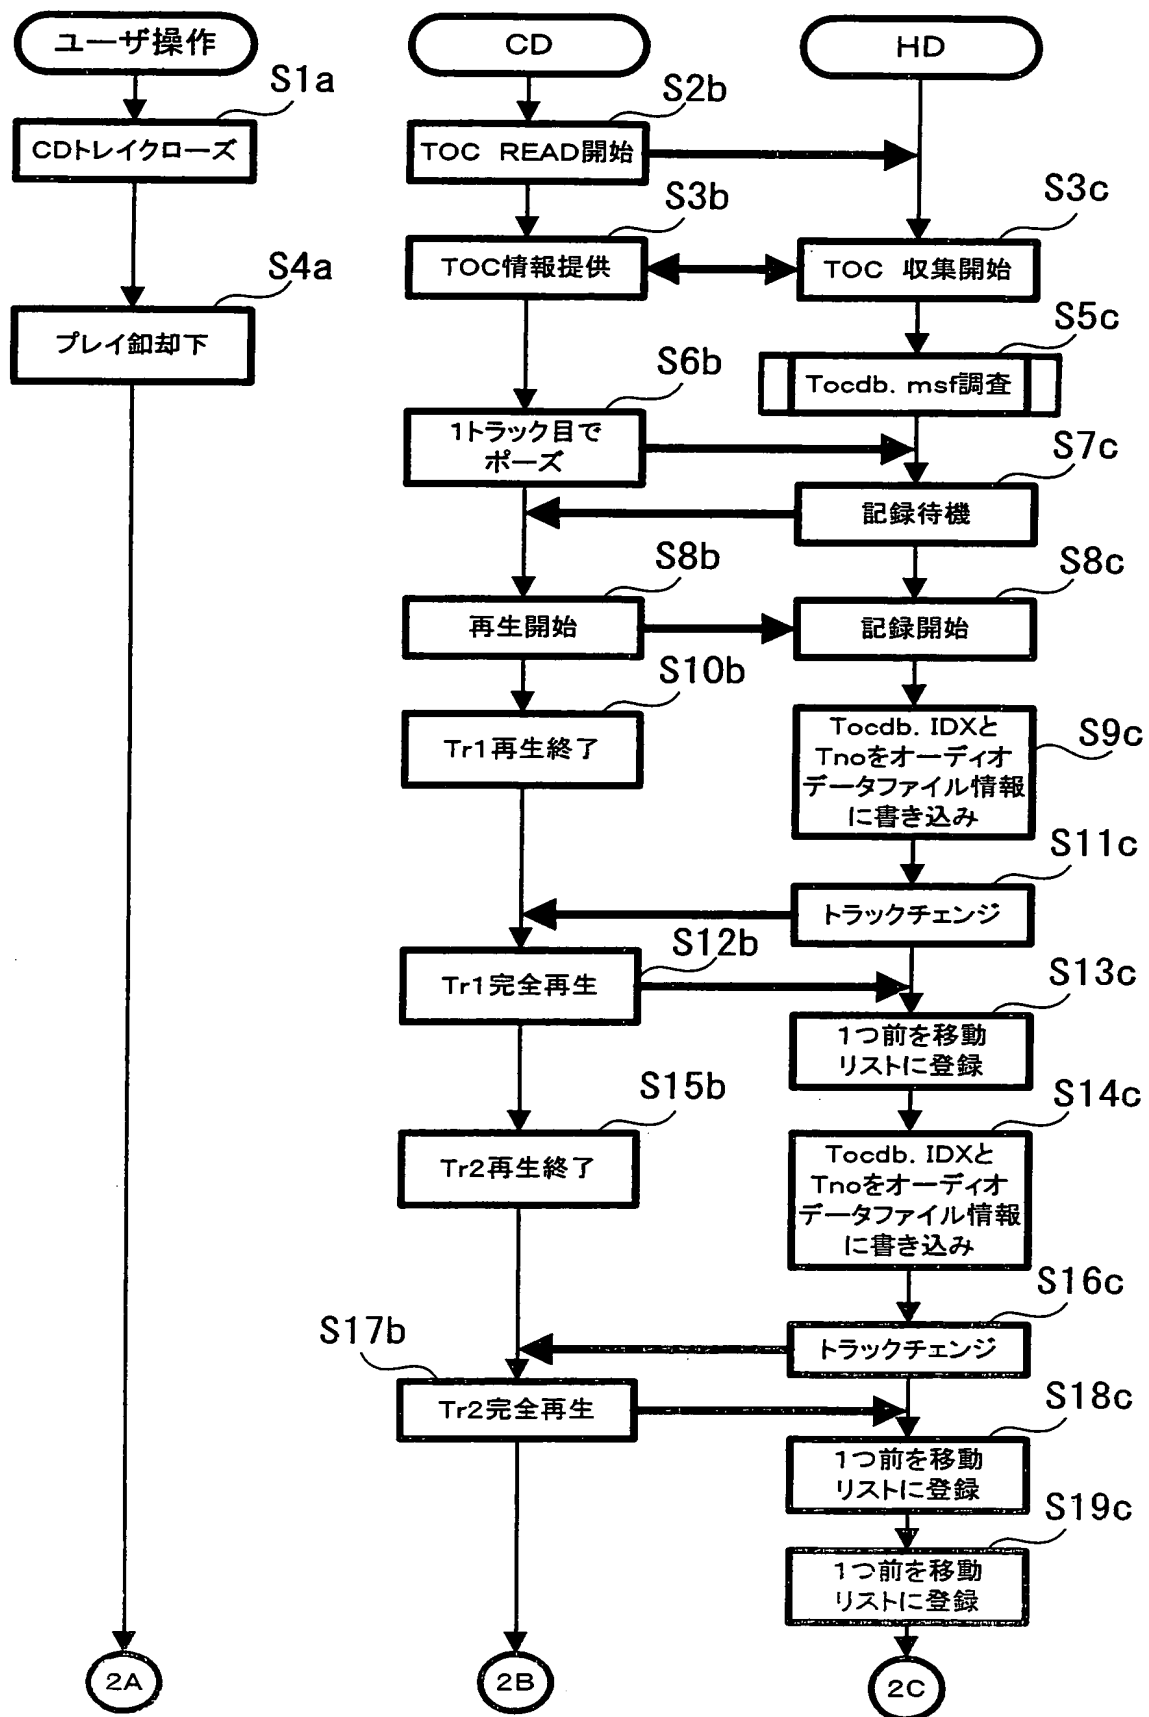 ユーザ操作
CD
HD
S1a
CDトレイクローズ
S2b
TOC READ開始
S3b
TOC情報提供
S3c
TOC 収集開始
S4a
プレイ釦却下
S5c
Tocdb. msf調査
S6b
1トラック目で
ポーズ
S7c
記録待機
S8b
再生開始
S8c
記録開始
S10b
Tr1再生終了
S9c
Tocdb. IDXと
Tnoをオーディオ
データファイル情報
に書き込み
S11c
トラックチェンジ
S12b
Tr1完全再生
S13c
1つ前を移動
リストに登録
S15b
Tr2再生終了
S14c
Tocdb. IDXと
Tnoをオーディオ
データファイル情報
に書き込み
S16c
トラックチェンジ
S17b
Tr2完全再生
S18c
1つ前を移動
リストに登録
S19c
1つ前を移動
リストに登録
2A
2B
2C